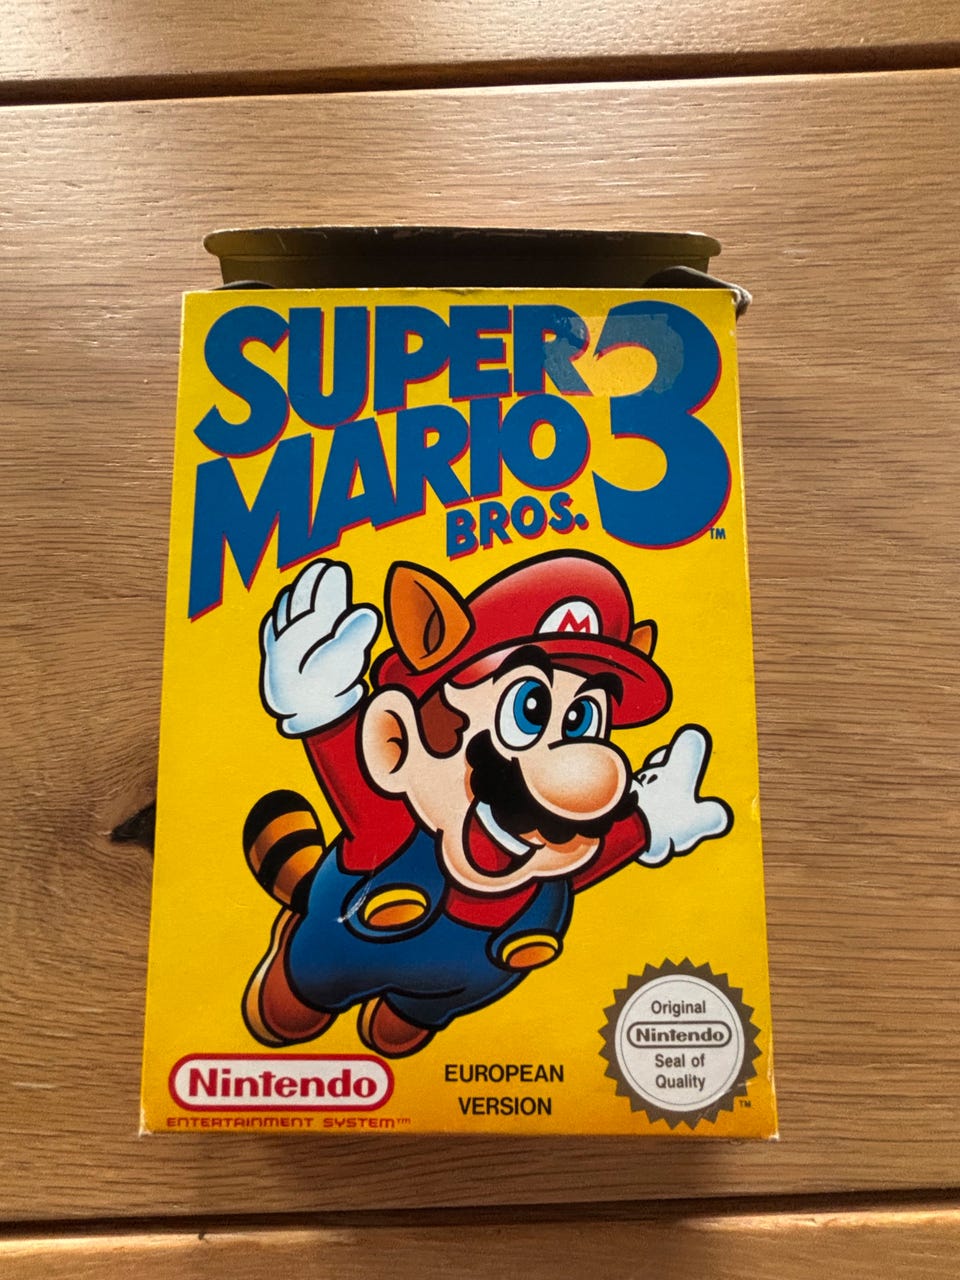 SUPER
MARIO
BROS.
3
TM
M
Nintendo
ENTERTAINMENT SYSTEM™
EUROPEAN
VERSION
Original
Nintendo
Seal of
Quality
TM